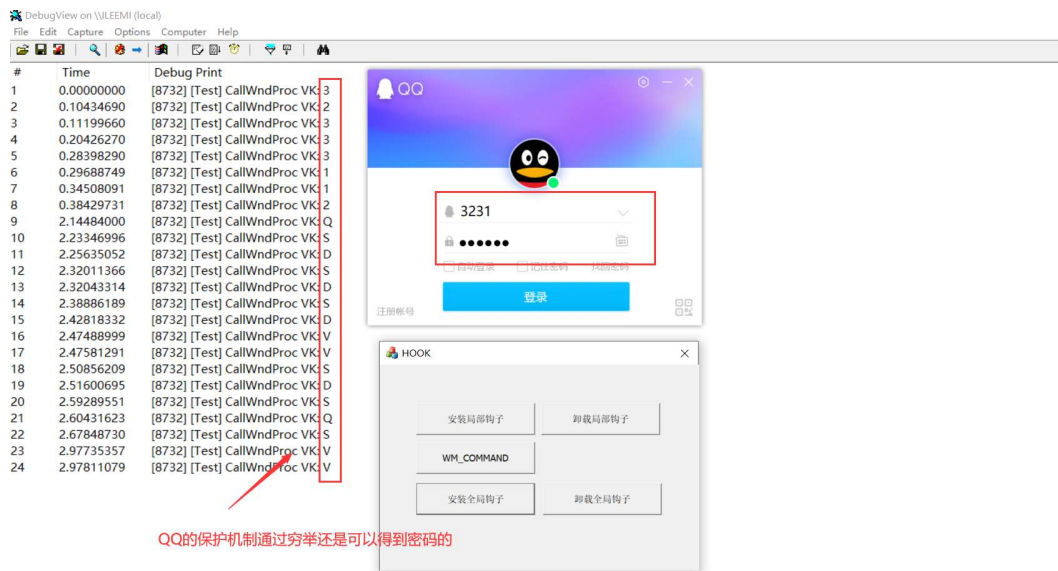 DebugView on \\ILEEMI (local)
File Edit Capture Options Computer Help
# Time Debug Print
1 0.00000000 [8732] [Test] CallWndProc VK: 3
2 0.10434690 [8732] [Test] CallWndProc VK: 2
3 0.11199660 [8732] [Test] CallWndProc VK: 3
4 0.20426270 [8732] [Test] CallWndProc VK: 3
5 0.28398290 [8732] [Test] CallWndProc VK: 3
6 0.29688749 [8732] [Test] CallWndProc VK: 1
7 0.34508091 [8732] [Test] CallWndProc VK: 1
8 0.38429731 [8732] [Test] CallWndProc VK: 2
9 2.14484000 [8732] [Test] CallWndProc VK: Q
10 2.23346996 [8732] [Test] CallWndProc VK: S
11 2.25635052 [8732] [Test] CallWndProc VK: D
12 2.32011366 [8732] [Test] CallWndProc VK: S
13 2.32043314 [8732] [Test] CallWndProc VK: D
14 2.38886189 [8732] [Test] CallWndProc VK: S
15 2.42818332 [8732] [Test] CallWndProc VK: D
16 2.47488999 [8732] [Test] CallWndProc VK: V
17 2.47581291 [8732] [Test] CallWndProc VK: V
18 2.50856209 [8732] [Test] CallWndProc VK: S
19 2.51600695 [8732] [Test] CallWndProc VK: D
20 2.59289551 [8732] [Test] CallWndProc VK: S
21 2.60431623 [8732] [Test] CallWndProc VK: Q
22 2.67848730 [8732] [Test] CallWndProc VK: S
23 2.97735357 [8732] [Test] CallWndProc VK: V
24 2.97811079 [8732] [Test] CallWndProc VK: V
QQ
3231
自动登录 记住密码 找回密码
登录
注册帐号
HOOK
安装局部钩子 卸载局部钩子
WM_COMMAND
安装全局钩子 卸载全局钩子
QQ的保护机制通过穷举还是可以得到密码的